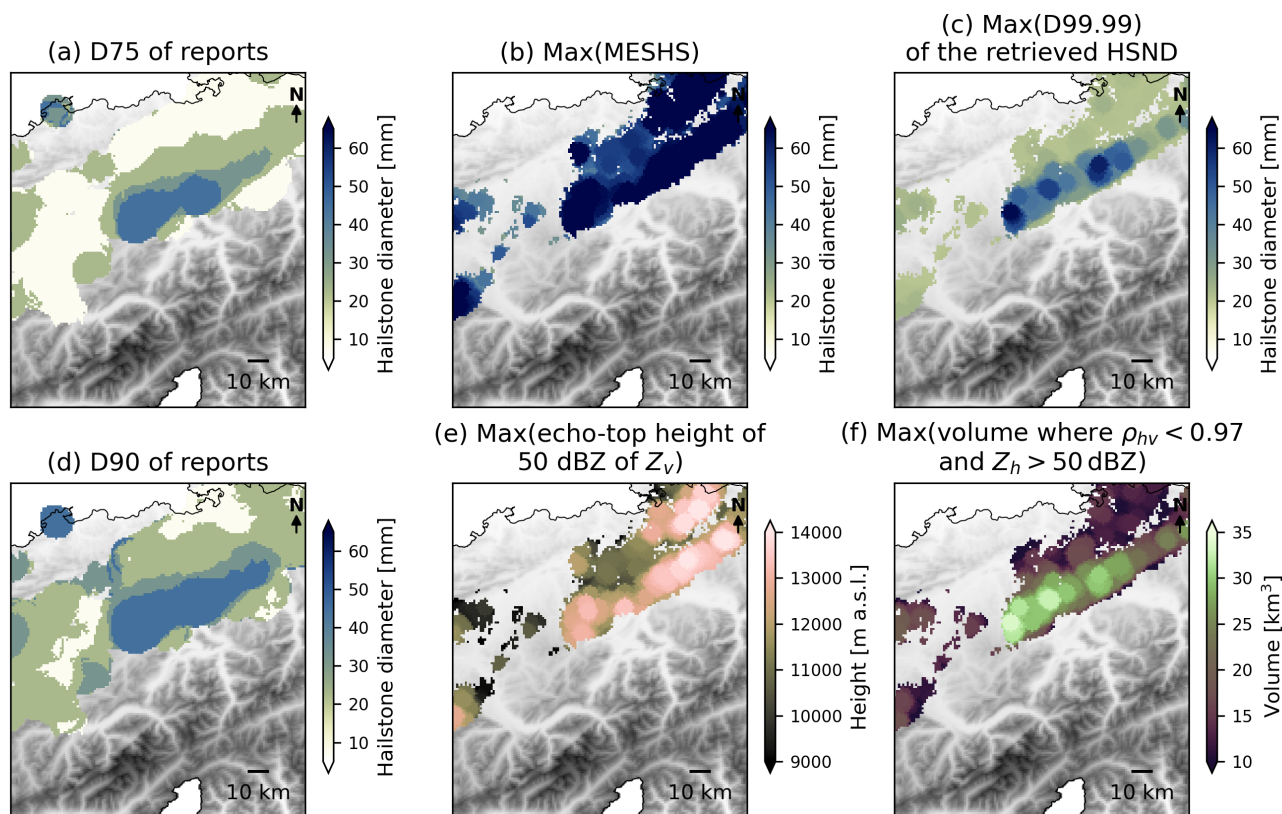 (a) D75 of reports
(b) Max(MESHS)
(c) Max(D99.99)
of the retrieved HSND
N
10 km
60
50
40
30
20
10
Hailstone diameter [mm]
N
10 km
60
50
40
30
20
10
Hailstone diameter [mm]
N
10 km
60
50
40
30
20
10
Hailstone diameter [mm]
(d) D90 of reports
(e) Max(echo-top height of
50 dBZ of Z_v)
(f) Max(volume where ρ_hv < 0.97
and Z_h > 50 dBZ)
N
10 km
60
50
40
30
20
10
Hailstone diameter [mm]
N
10 km
14000
13000
12000
11000
10000
9000
Height [m a.s.l.]
N
10 km
35
30
25
20
15
10
Volume [km³]